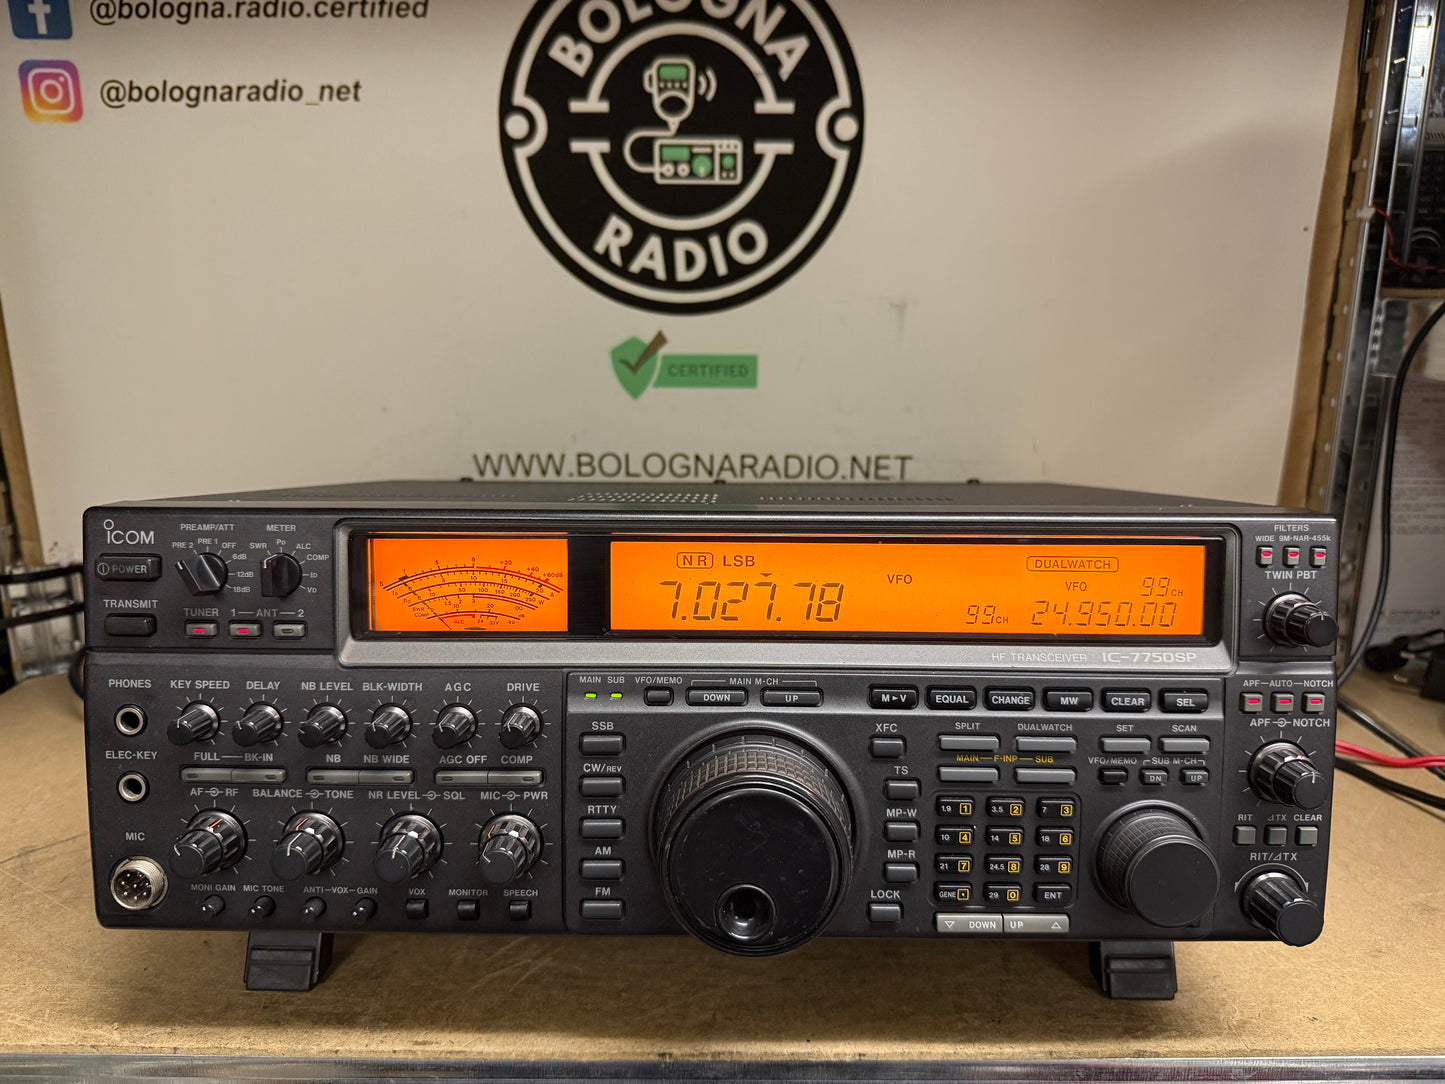 @bologna.radio.certified
@bolognaradio_net
BOLOGNA
RADIO
CERTIFIED
WWW.BOLOGNARADIO.NET
ICOM
POWER
TRANSMIT
PREAMP/ATT
PRE 2 PRE 1 OFF
6dB
12dB
18dB
METER
SWR Po ALC
COMP
ID
VD
TUNER 1 ANT 2
S 1 5 9 +20 +40 +60dB
NR LSB
7.027.78
VFO
99CH
DUALWATCH
VFO 99CH
24.950.00
HF TRANSCEIVER IC-775DSP
FILTERS
WIDE 9M-NAR-455k
TWIN PBT
PHONES
ELEC-KEY
MIC
KEY SPEED DELAY NB LEVEL BLK-WIDTH AGC DRIVE
FULL BK-IN NB NB WIDE AGC OFF COMP
AF RF BALANCE TONE NR LEVEL SQL MIC PWR
MONI GAIN MIC TONE ANTI-VOX-GAIN VOX MONITOR SPEECH
MAIN SUB VFO/MEMO MAIN M-CH
DOWN UP
M►V EQUAL CHANGE MW CLEAR SEL
SSB
CW/REV
RTTY
AM
FM
XFC
TS
MP-W
MP-R
LOCK
SPLIT DUALWATCH SET SCAN
MAIN F-INP SUB VFO/MEMO SUB M-CH
DN UP
1.9 1 3.5 2 7 3
10 4 14 5 18 6
21 7 24.5 8 28 9
GENE • 29 0 ENT
▽ DOWN UP △
APF-AUTO-NOTCH
APF NOTCH
RIT ⊿TX CLEAR
RIT/⊿TX